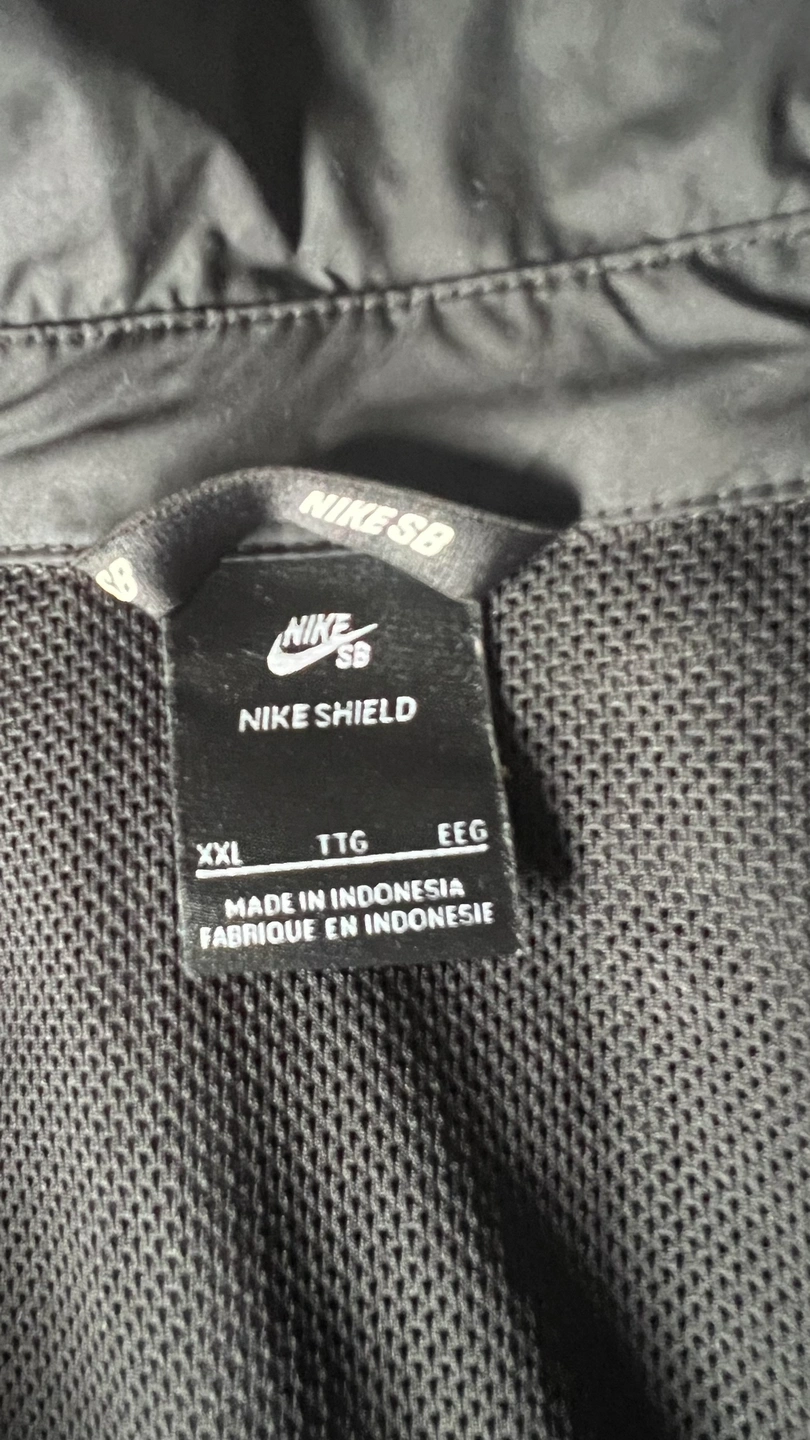 NIKE SB
SB
NIKE
SB
NIKE SHIELD
XXL TTG EEG
MADE IN INDONESIA
FABRIQUE EN INDONESIE